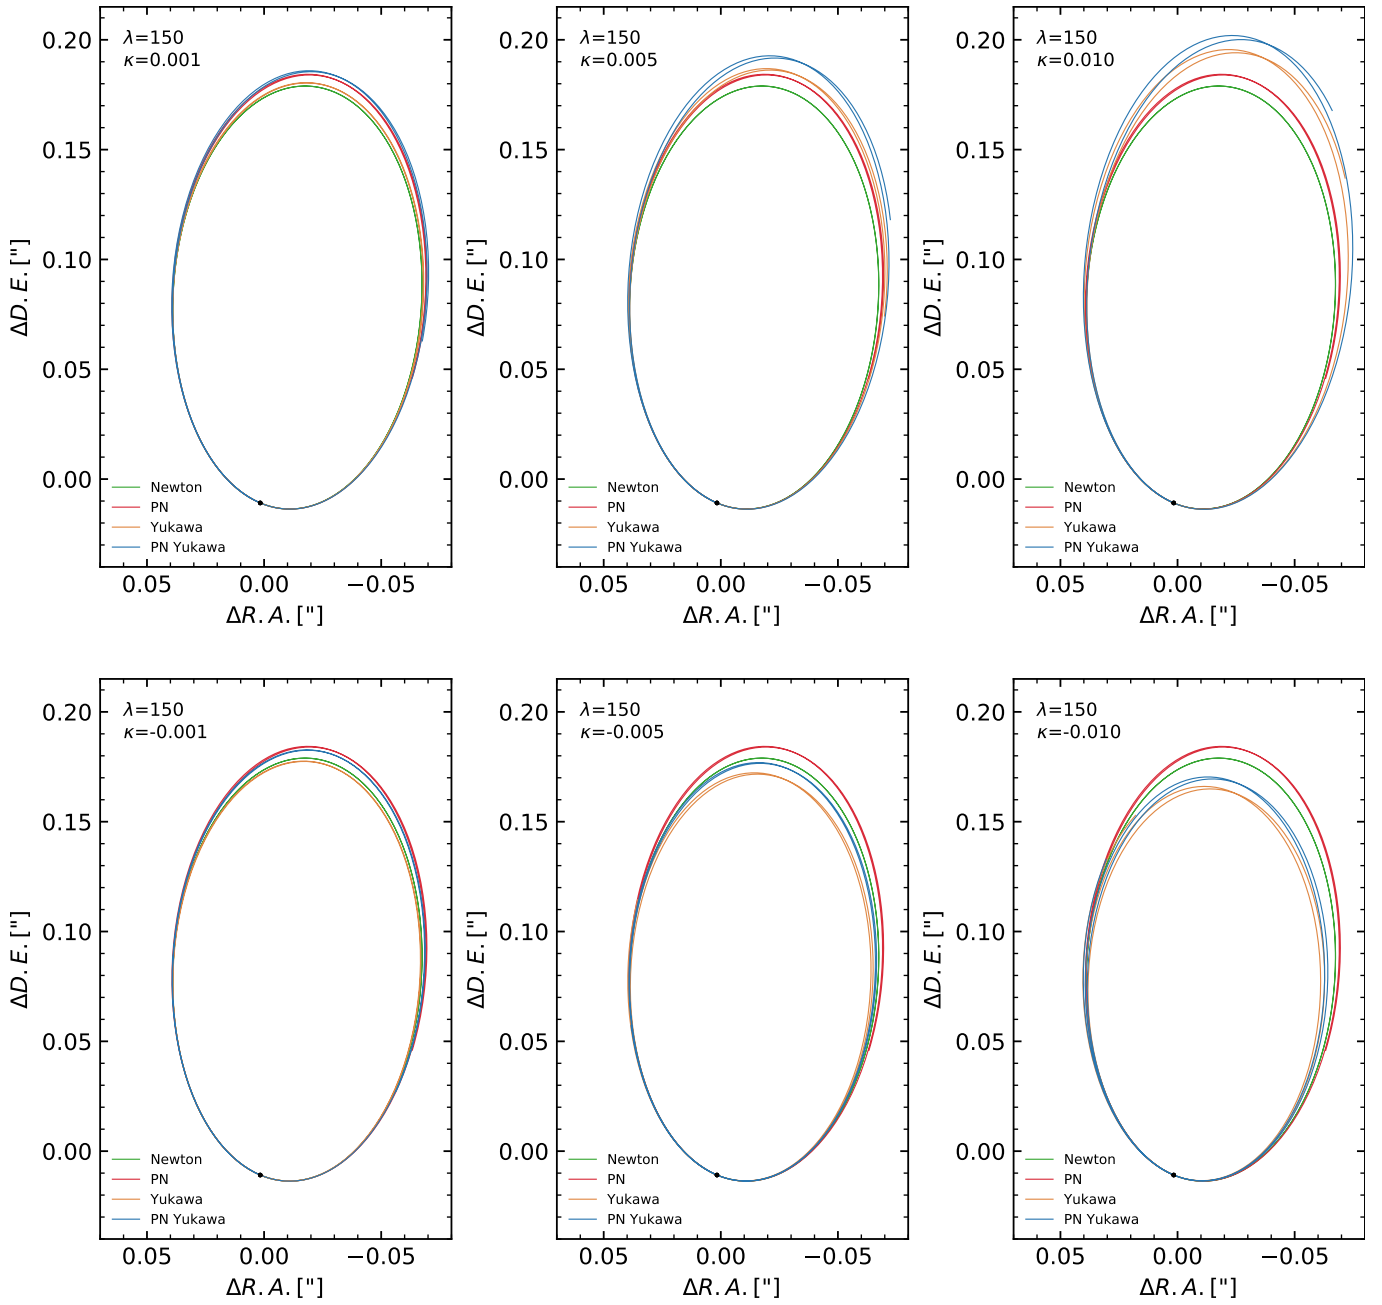 λ=150
κ=0.001
0.20
0.15
0.10
0.05
0.00
ΔD.E.["]
Newton
PN
Yukawa
PN Yukawa
0.05 0.00 −0.05
ΔR.A.["]
λ=150
κ=0.005
0.20
0.15
0.10
0.05
0.00
ΔD.E.["]
Newton
PN
Yukawa
PN Yukawa
0.05 0.00 −0.05
ΔR.A.["]
λ=150
κ=0.010
0.20
0.15
0.10
0.05
0.00
ΔD.E.["]
Newton
PN
Yukawa
PN Yukawa
0.05 0.00 −0.05
ΔR.A.["]
λ=150
κ=-0.001
0.20
0.15
0.10
0.05
0.00
ΔD.E.["]
Newton
PN
Yukawa
PN Yukawa
0.05 0.00 −0.05
ΔR.A.["]
λ=150
κ=-0.005
0.20
0.15
0.10
0.05
0.00
ΔD.E.["]
Newton
PN
Yukawa
PN Yukawa
0.05 0.00 −0.05
ΔR.A.["]
λ=150
κ=-0.010
0.20
0.15
0.10
0.05
0.00
ΔD.E.["]
Newton
PN
Yukawa
PN Yukawa
0.05 0.00 −0.05
ΔR.A.["]